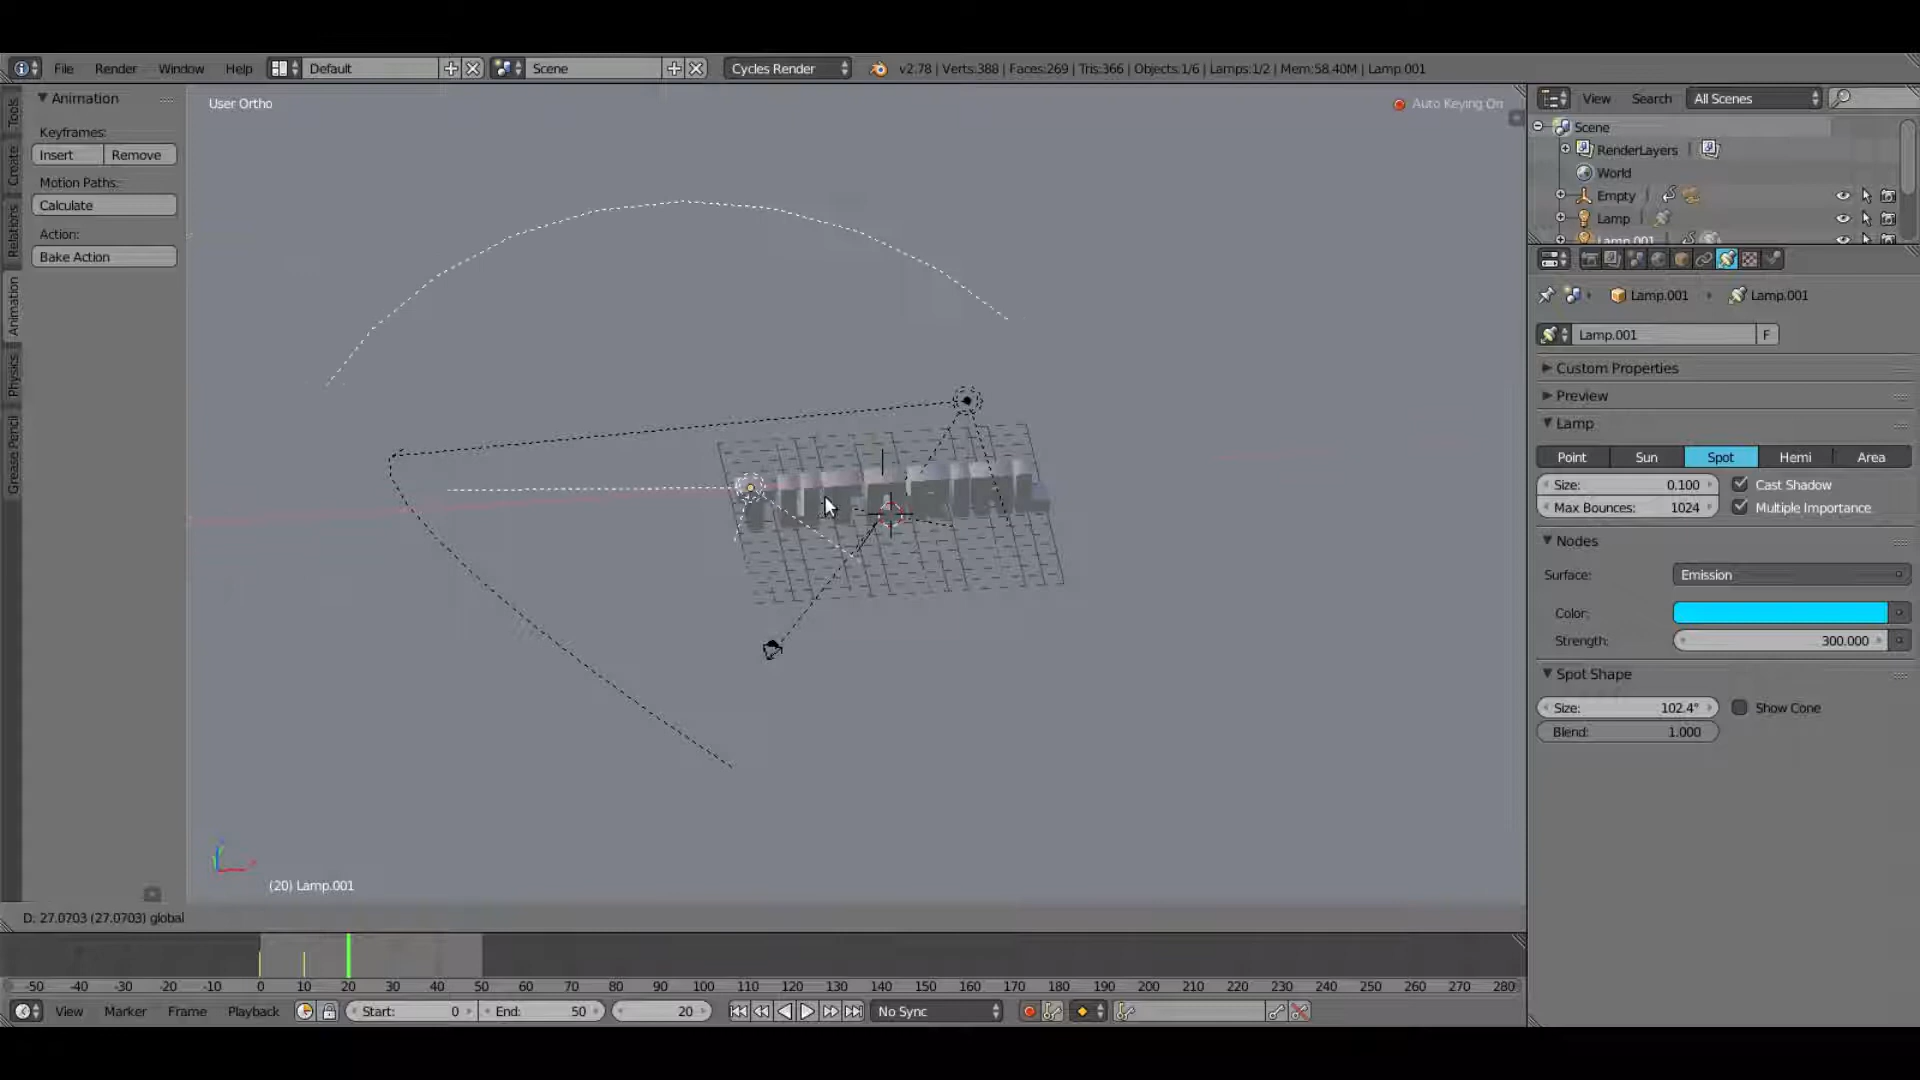 File Render Window Help Default Scene Cycles Render v2.78 | Verts:388 | Faces:269 | Tris:366 | Objects:1/6 | Lamps:1/2 | Mem:58.40M | Lamp.001
Tools
Create
Relations
Animation
Physics
Grease Pencil
Animation
Keyframes:
Insert Remove
Motion Paths:
Calculate
Action:
Bake Action
User Ortho
Auto Keying On
(20) Lamp.001
D: 27.0703 (27.0703) global
View Search All Scenes
Scene
RenderLayers |
World
Empty |
Lamp |
Lamp.001
Lamp.001 Lamp.001
Lamp.001 F
Custom Properties
Preview
Lamp
Point Sun Spot Hemi Area
Size: 0.100 Cast Shadow
Max Bounces: 1024 Multiple Importance
Nodes
Surface: Emission
Color:
Strength: 300.000
Spot Shape
Size: 102.4° Show Cone
Blend: 1.000
-50 -40 -30 -20 -10 0 10 20 30 40 50 60 70 80 90 100 110 120 130 140 150 160 170 180 190 200 210 220 230 240 250 260 270 280
View Marker Frame Playback Start: 0 End: 50 20 No Sync